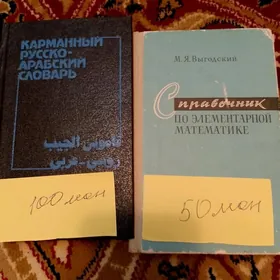 КАРМАННЫЙ
РУССКО-
АРАБСКИЙ
СЛОВАРЬ
قاموس الجيب
روسي - عربي
100 ман
М.Я.Выгодский
Справочник
ПО ЭЛЕМЕНТАРНОЙ
МАТЕМАТИКЕ
50 ман